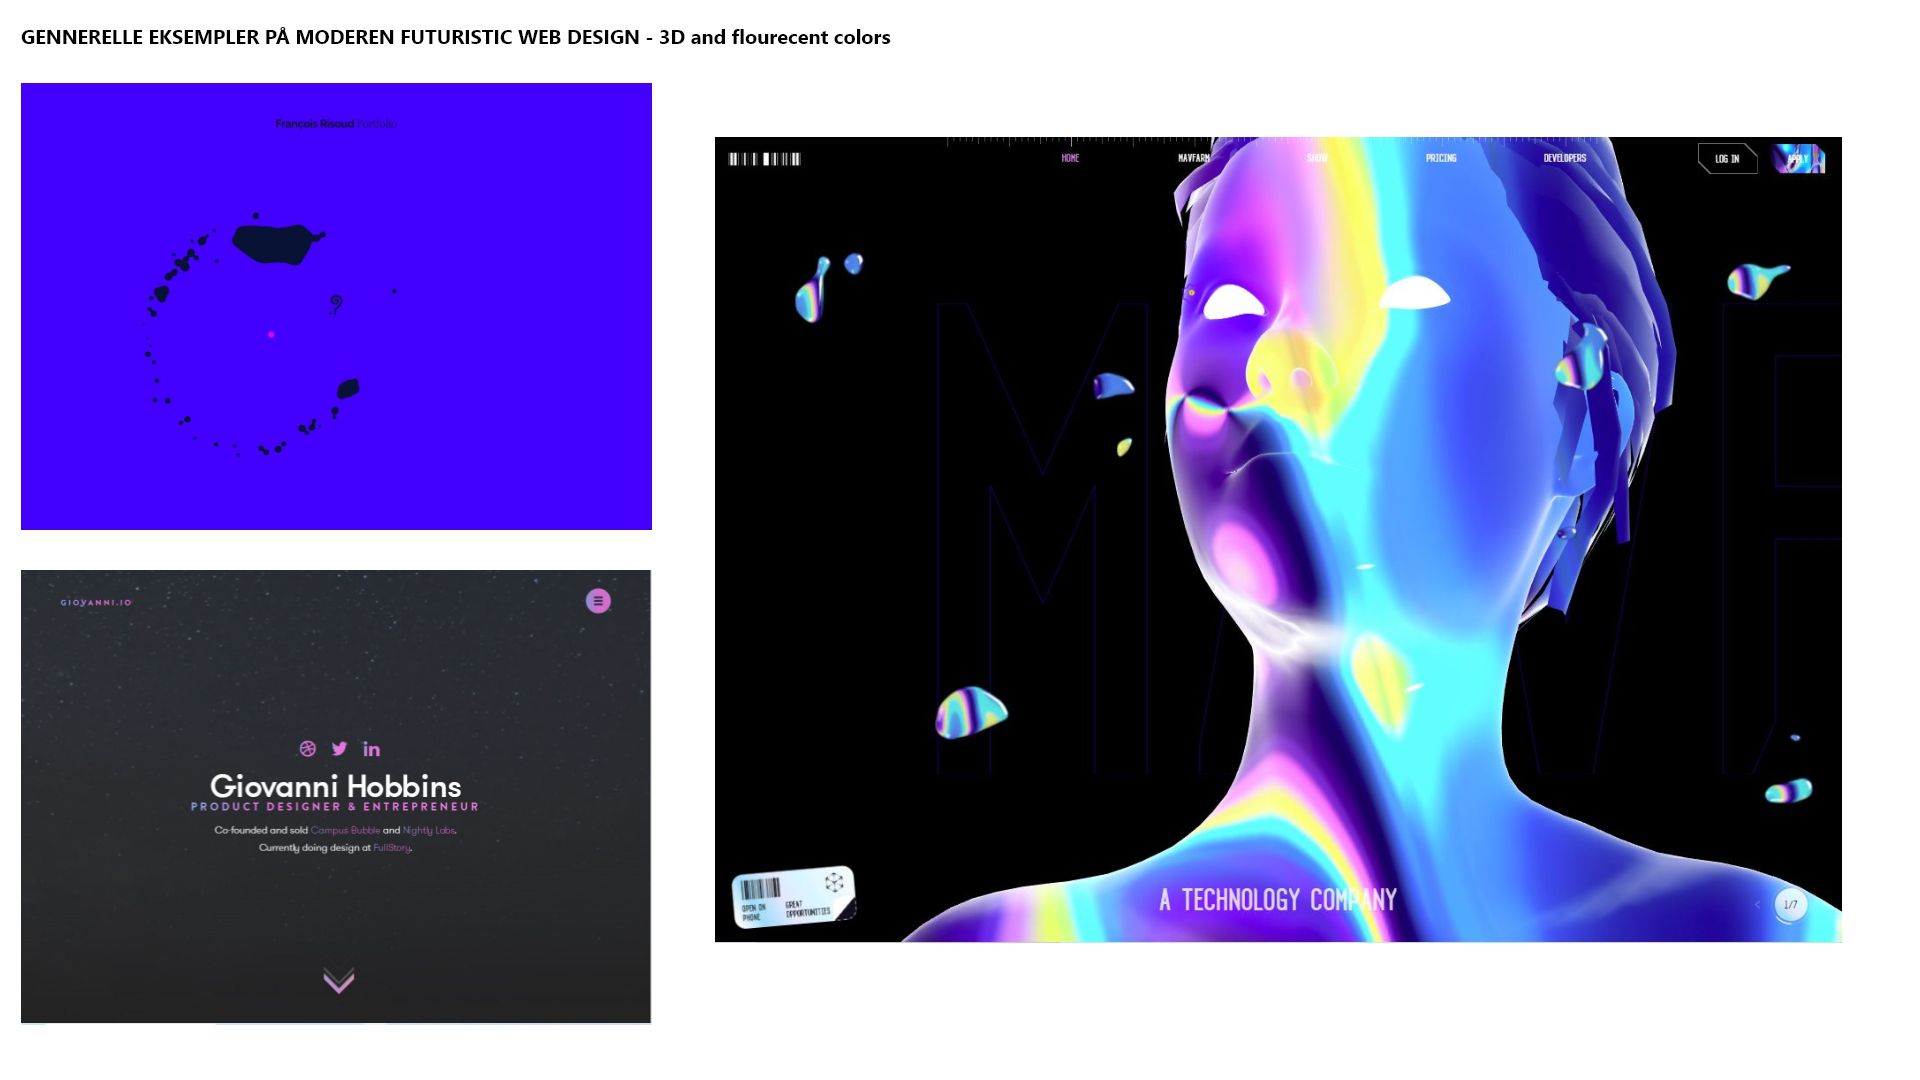 GENNERELLE EKSEMPLER PÅ MODEREN FUTURISTIC WEB DESIGN - 3D and flourecent colors
François Risoud Portfolio
GIOVANNI.IO
Giovanni Hobbins
PRODUCT DESIGNER & ENTREPRENEUR
Co-founded and sold Campus Bubble and Nightly Labs.
Currently doing design at FullStory.
HOME MAVFARM SHOW PRICING DEVELOPERS LOG IN APPLY
OPEN ON PHONE
GREAT OPPORTUNITIES
A TECHNOLOGY COMPANY
1/7